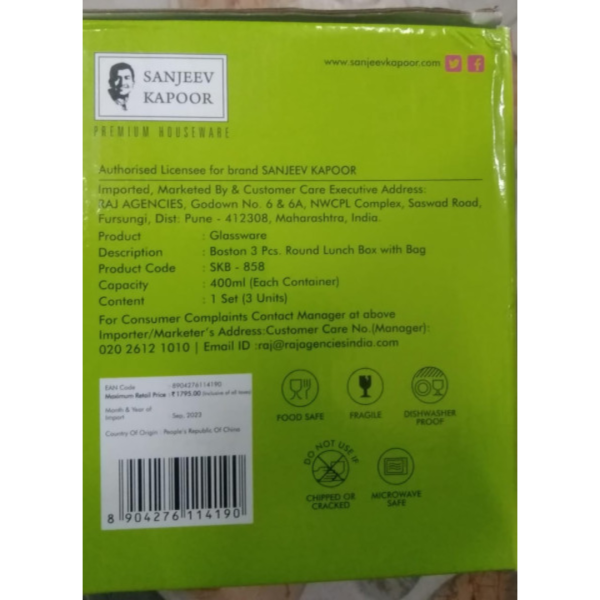 SANJEEV
KAPOOR
PREMIUM HOUSEWARE
www.sanjeevkapoor.com
Authorised Licensee for brand SANJEEV KAPOOR
Imported, Marketed By & Customer Care Executive Address:
RAJ AGENCIES, Godown No. 6 & 6A, NWCPL Complex, Saswad Road,
Fursungi, Dist: Pune - 412308, Maharashtra, India.
Product : Glassware
Description : Boston 3 Pcs. Round Lunch Box with Bag
Product Code : SKB - 858
Capacity : 400ml (Each Container)
Content : 1 Set (3 Units)
For Consumer Complaints Contact Manager at above
Importer/Marketer's Address:Customer Care No.(Manager):
020 2612 1010 | Email ID :raj@rajagenciesindia.com
EAN Code : 8904276114190
Maximum Retail Price : ₹1795.00 (Inclusive of all taxes)
Month & Year of
Import : Sep, 2023
Country Of Origin : People's Republic Of China
8 904276 114190
FOOD SAFE
FRAGILE
DISHWASHER
PROOF
DO NOT USE IF
CHIPPED OR
CRACKED
MICROWAVE
SAFE